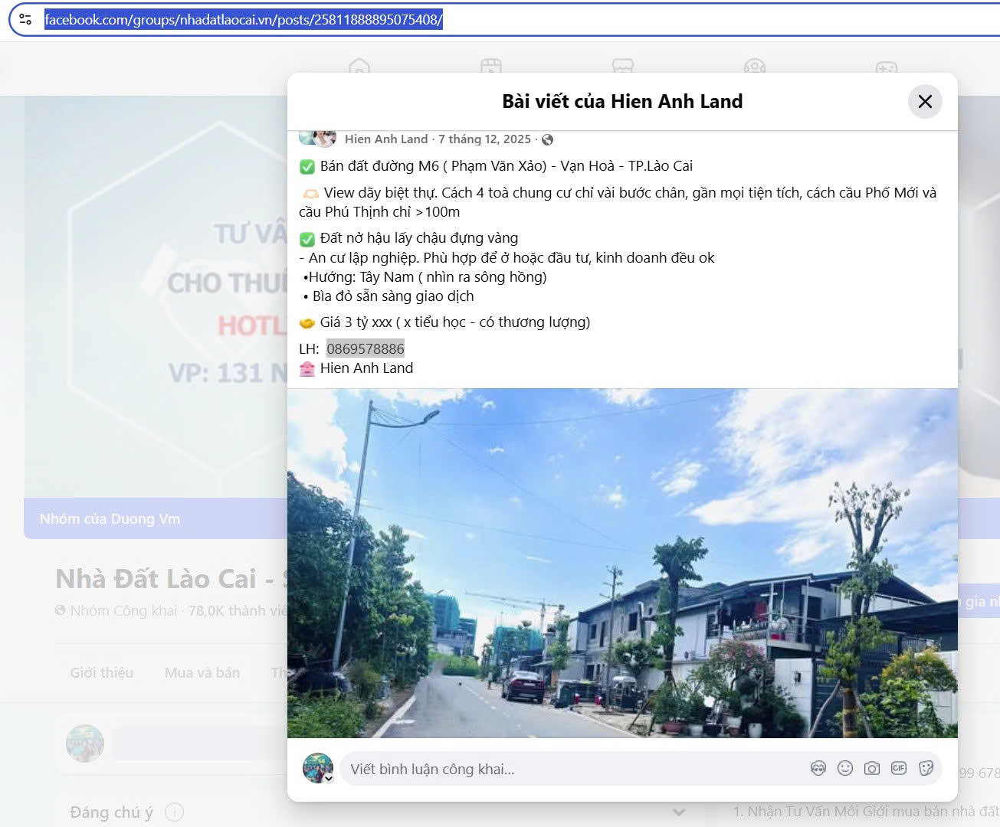 facebook.com/groups/nhadatlaocai.vn/posts/25811888895075408/
Bài viết của Hien Anh Land
Hien Anh Land · 7 tháng 12, 2025 ·
✅ Bán đất đường M6 ( Phạm Văn Xảo) - Vạn Hoà - TP.Lào Cai
🫶🏻 View dãy biệt thự. Cách 4 toà chung cư chỉ vài bước chân, gần mọi tiện tích, cách cầu Phố Mới và
cầu Phú Thịnh chỉ >100m
✅ Đất nở hậu lấy chậu đựng vàng
- An cư lập nghiệp. Phù hợp để ở hoặc đầu tư, kinh doanh đều ok
•Hướng: Tây Nam ( nhìn ra sông hồng)
• Bìa đỏ sẵn sàng giao dịch
🤝 Giá 3 tỷ xxx ( x tiểu học - có thương lượng)
LH: 0869578886
🏩 Hien Anh Land
Viết bình luận công khai...
GIF
TƯ VẤ
CHO THUÊ
HOTL
VP: 131 N
Nhóm của Duong Vm
Nhà Đất Lào Cai - S
Nhóm Công khai · 78,0K thành viê
gia nh
Giới thiệu
Mua và bán
Th
Đáng chú ý
99 678
1. Nhận Tư Vấn Môi Giới mua bán nhà đất